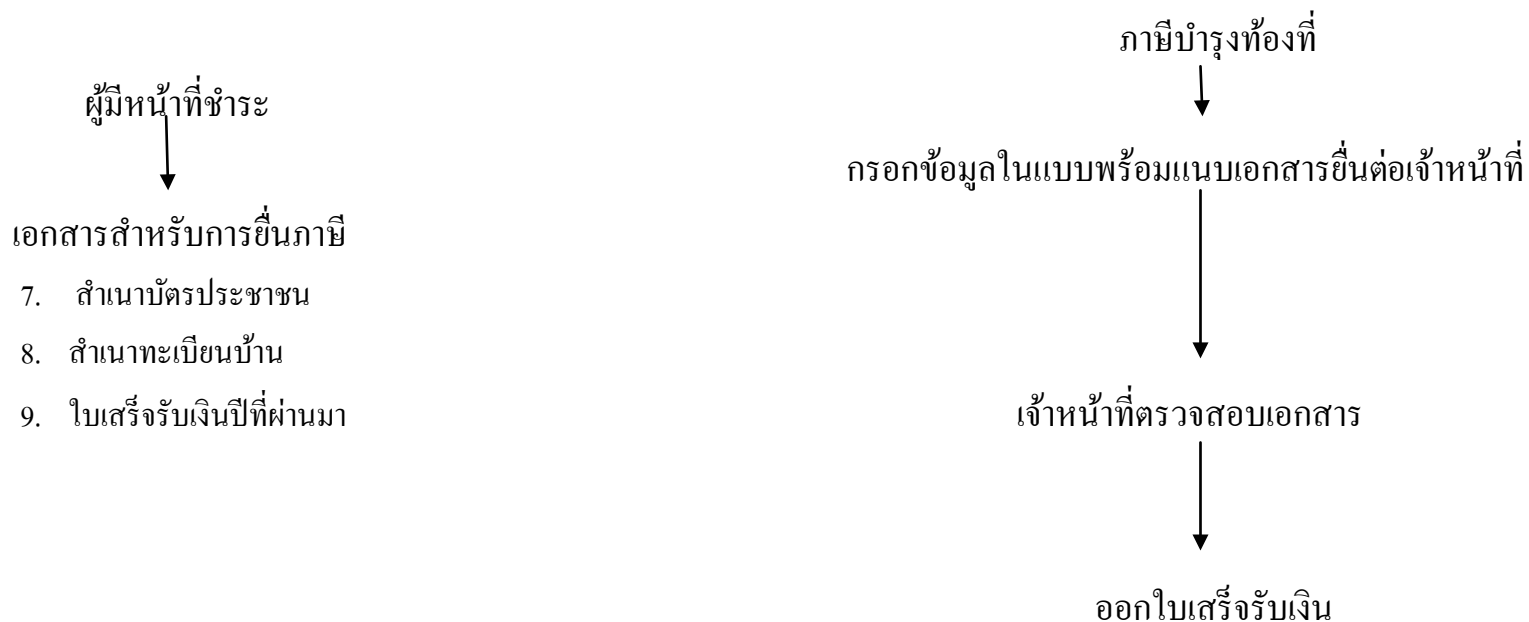 ภาษีบำรุงท้องที่
ผู้มีหน้าที่ชำระ
กรอกข้อมูลในแบบพร้อมแนบเอกสารยื่นต่อเจ้าหน้าที่
เอกสารสำหรับการยื่นภาษี
7. สำเนาบัตรประชาชน
8. สำเนาทะเบียนบ้าน
9. ใบเสร็จรับเงินปีที่ผ่านมา
เจ้าหน้าที่ตรวจสอบเอกสาร
ออกใบเสร็จรับเงิน